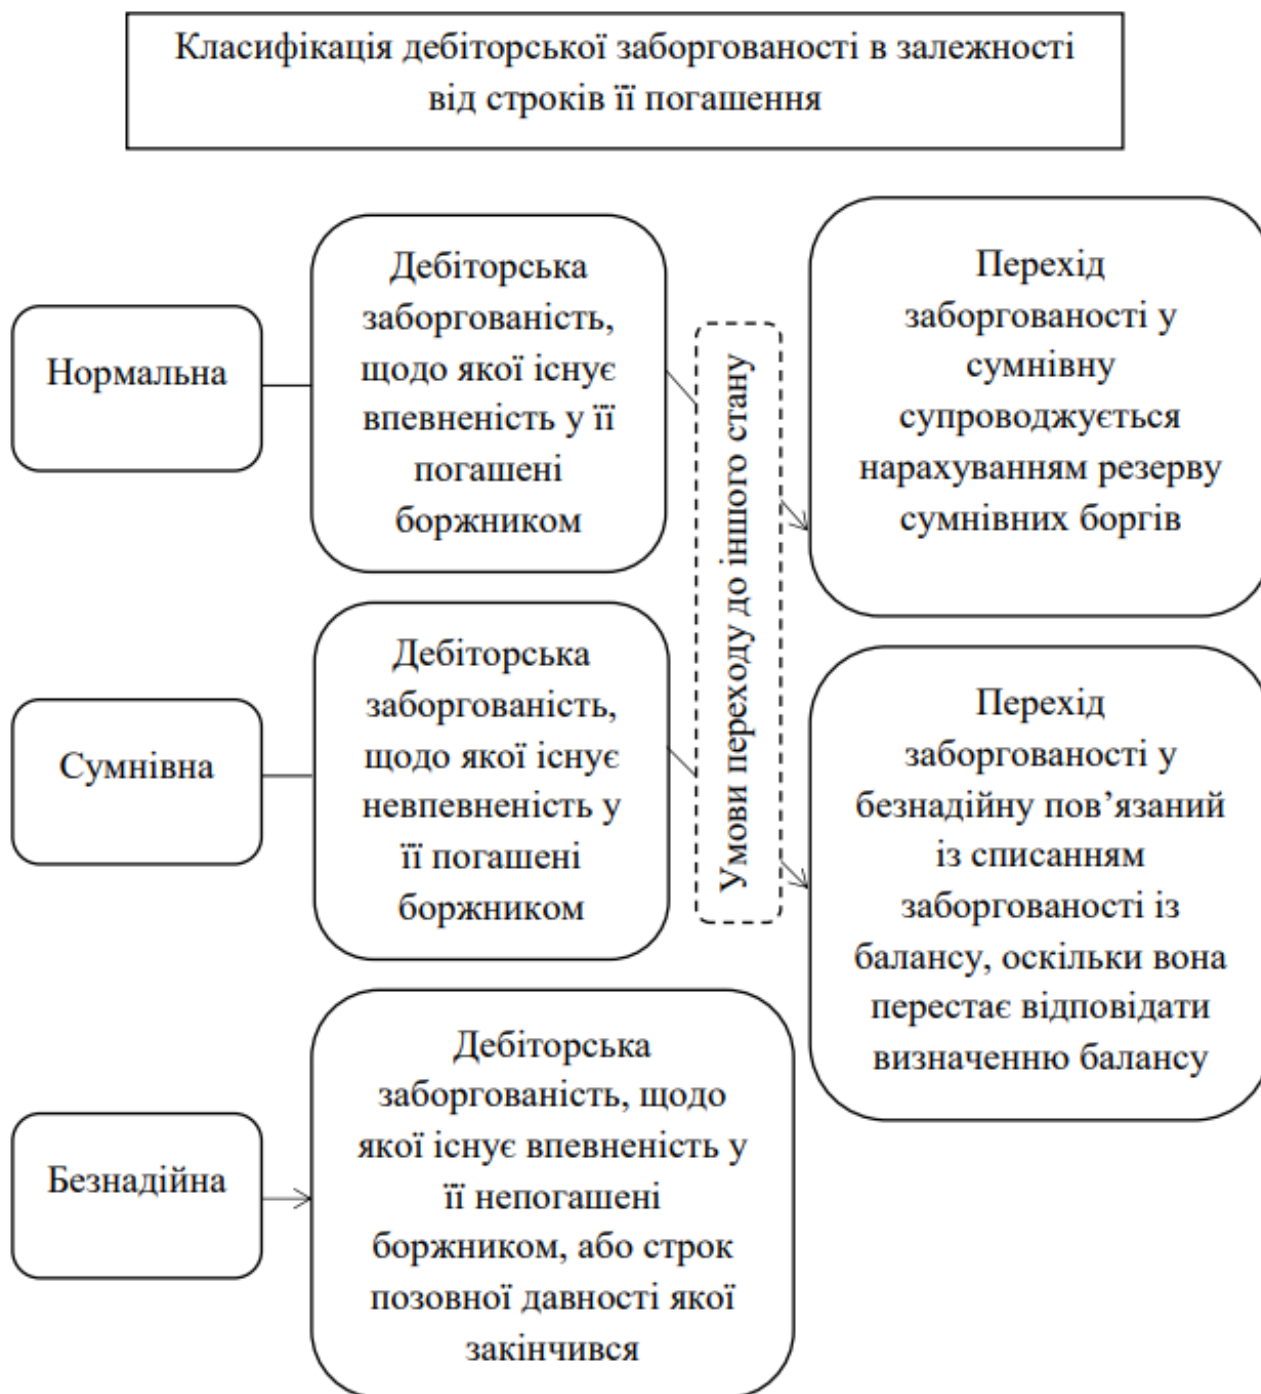 Класифікація дебіторської заборгованості в залежності
від строків її погашення
Нормальна
Дебіторська
заборгованість,
щодо якої існує
впевненість у її
погашені
боржником
Умови переходу до іншого стану
Перехід
заборгованості у
сумнівну
супроводжується
нарахуванням резерву
сумнівних боргів
Сумнівна
Дебіторська
заборгованість,
щодо якої існує
невпевненість у
її погашені
боржником
Перехід
заборгованості у
безнадійну пов’язаний
із списанням
заборгованості із
балансу, оскільки вона
перестає відповідати
визначенню балансу
Безнадійна
Дебіторська
заборгованість, щодо
якої існує впевненість у
її непогашені
боржником, або строк
позовної давності якої
закінчився